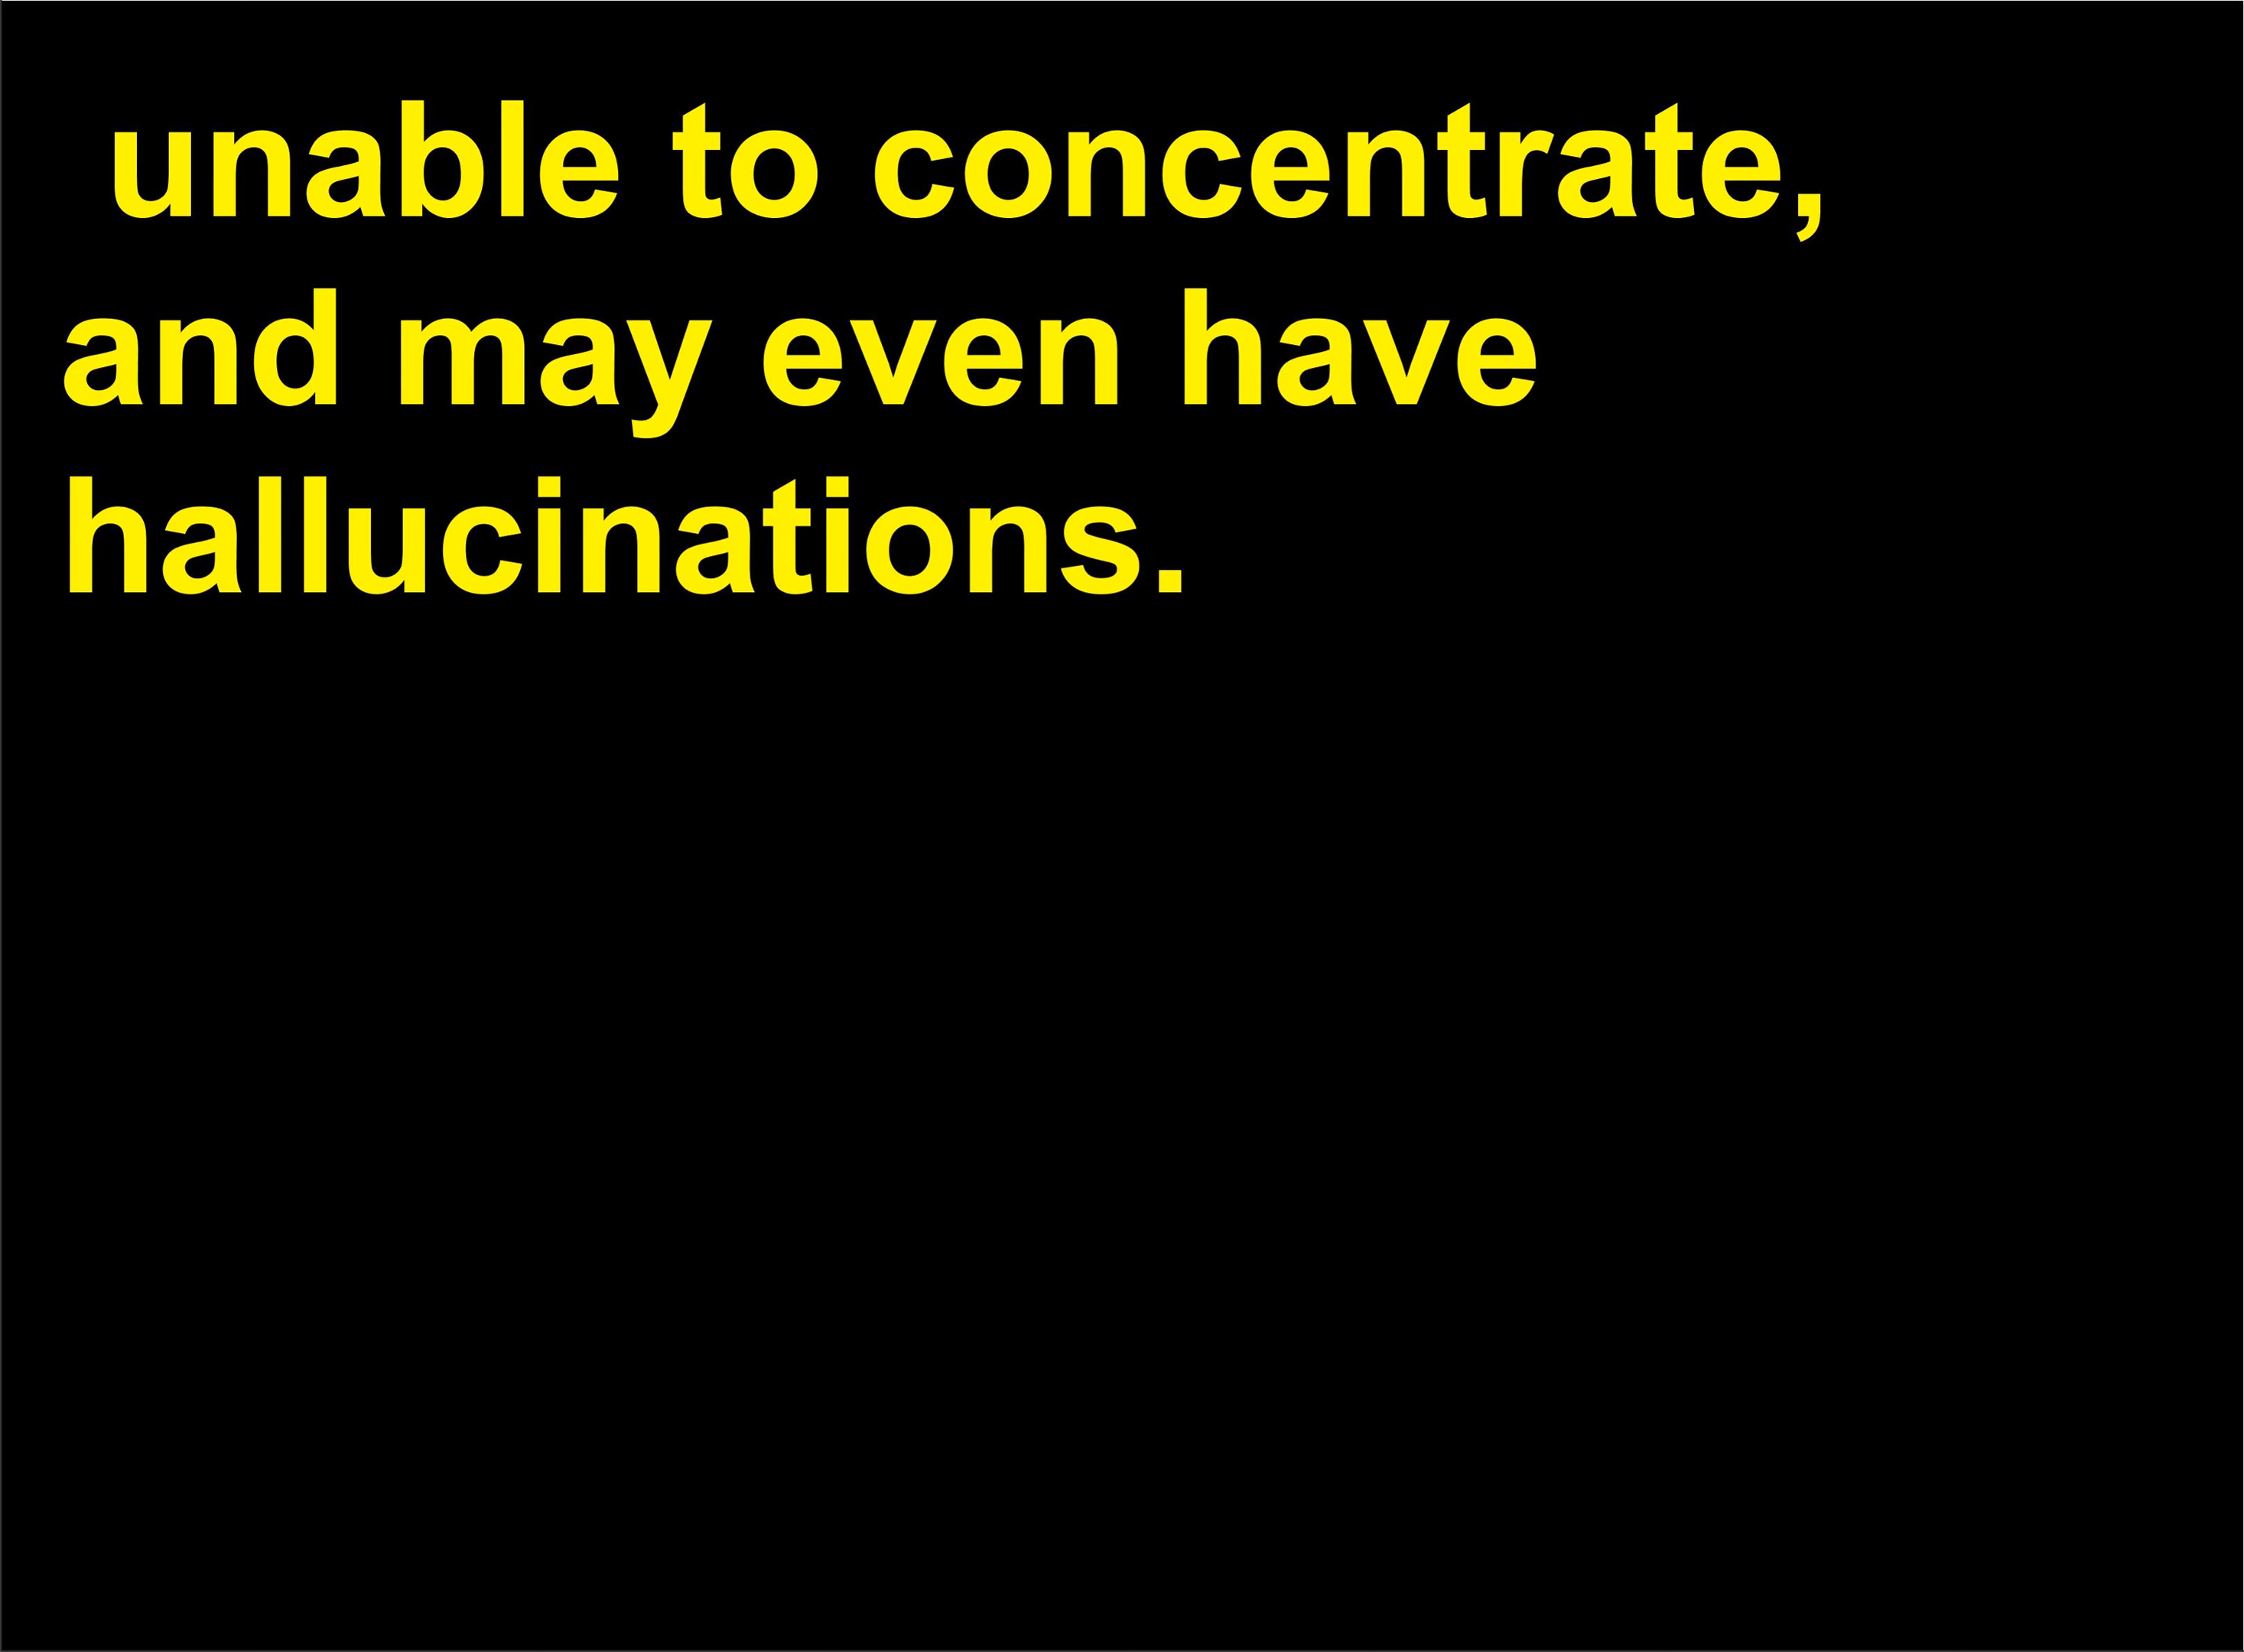 unable to concentrate,
and may even have
hallucinations.